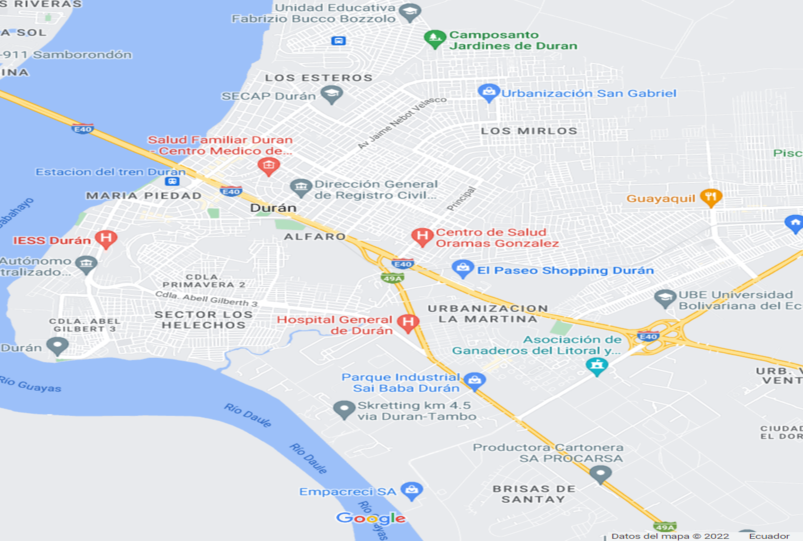 S RIVERAS
Unidad Educativa
Fabrizio Bucco Bozzolo
A SOL
Camposanto
Jardines de Duran
-911 Samborondón
INA
LOS ESTEROS
SECAP Durán
Urbanización San Gabriel
Av Jaime Nebot Velasco
E40
LOS MIRLOS
Salud Familiar Duran
- Centro Medico de...
Pisc
Estacion del tren Duran
E40
MARIA PIEDAD
Dirección General
de Registro Civil...
Principal
Guayaquil
Durán
Babahayo
IESS Durán
ALFARO
Centro de Salud
Oramas Gonzalez
Autónomo
tralizado...
E40
49A
El Paseo Shopping Durán
CDLA.
PRIMAVERA 2
Cdla. Abell Gilberth 3
UBE Universidad
Bolivariana del Ec
CDLA. ABEL
GILBERT 3
SECTOR LOS
HELECHOS
Hospital General
de Durán
URBANIZACION
LA MARTINA
E40
Durán
Asociación de
Ganaderos del Litoral y...
Río Guayas
Parque Industrial
Sai Baba Durán
URB. V
VENT
Río Daule
Skretting km 4.5
via Duran-Tambo
CIUDAD
EL DOR
Río Daule
Productora Cartonera
SA PROCARSA
Empacreci SA
BRISAS DE
SANTAY
Río Daule
Google
49A
Datos del mapa © 2022
Ecuador